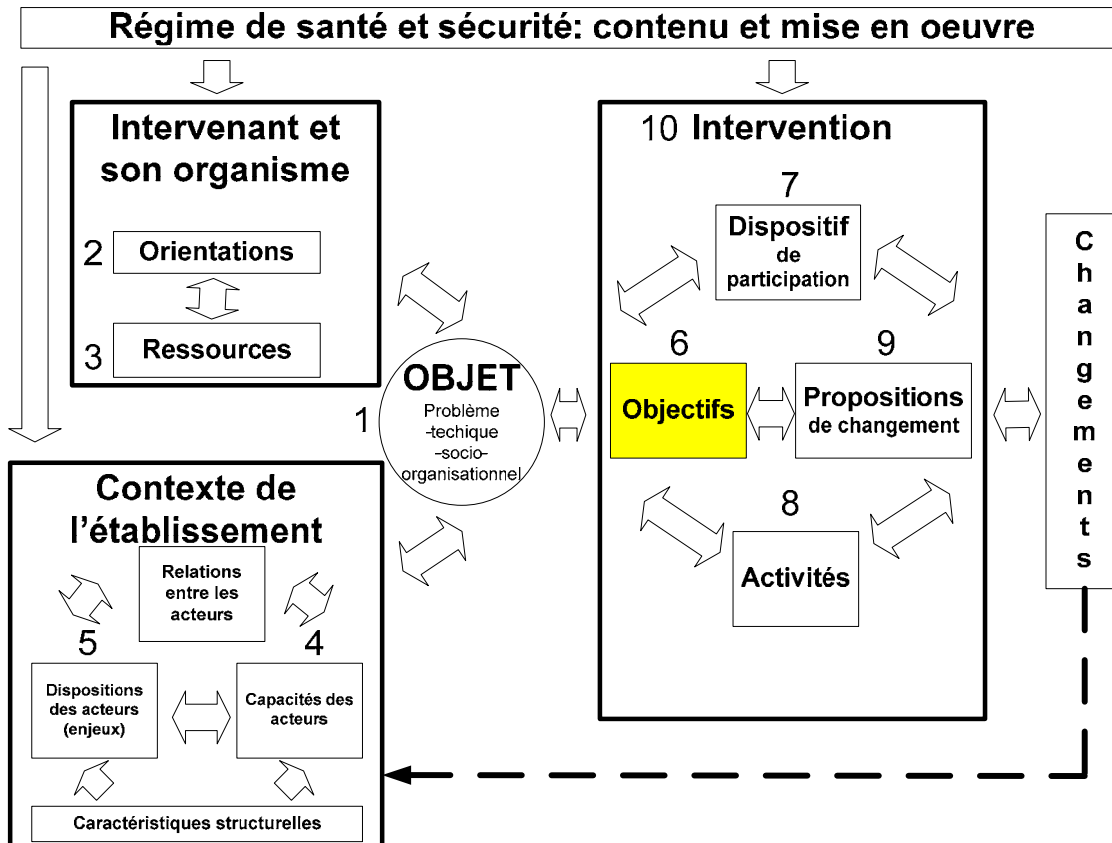 Régime de santé et sécurité: contenu et mise en oeuvre
Intervenant et
son organisme
2
Orientations
3
Ressources
1
OBJET
Problème
-techique
-socio-
organisationnel
Contexte de
l'établissement
Relations
entre les
acteurs
5
4
Dispositions
des acteurs
(enjeux)
Capacités des
acteurs
Caractéristiques structurelles
10 Intervention
7
Dispositif
de
participation
6
Objectifs
9
Propositions
de changement
8
Activités
Changements